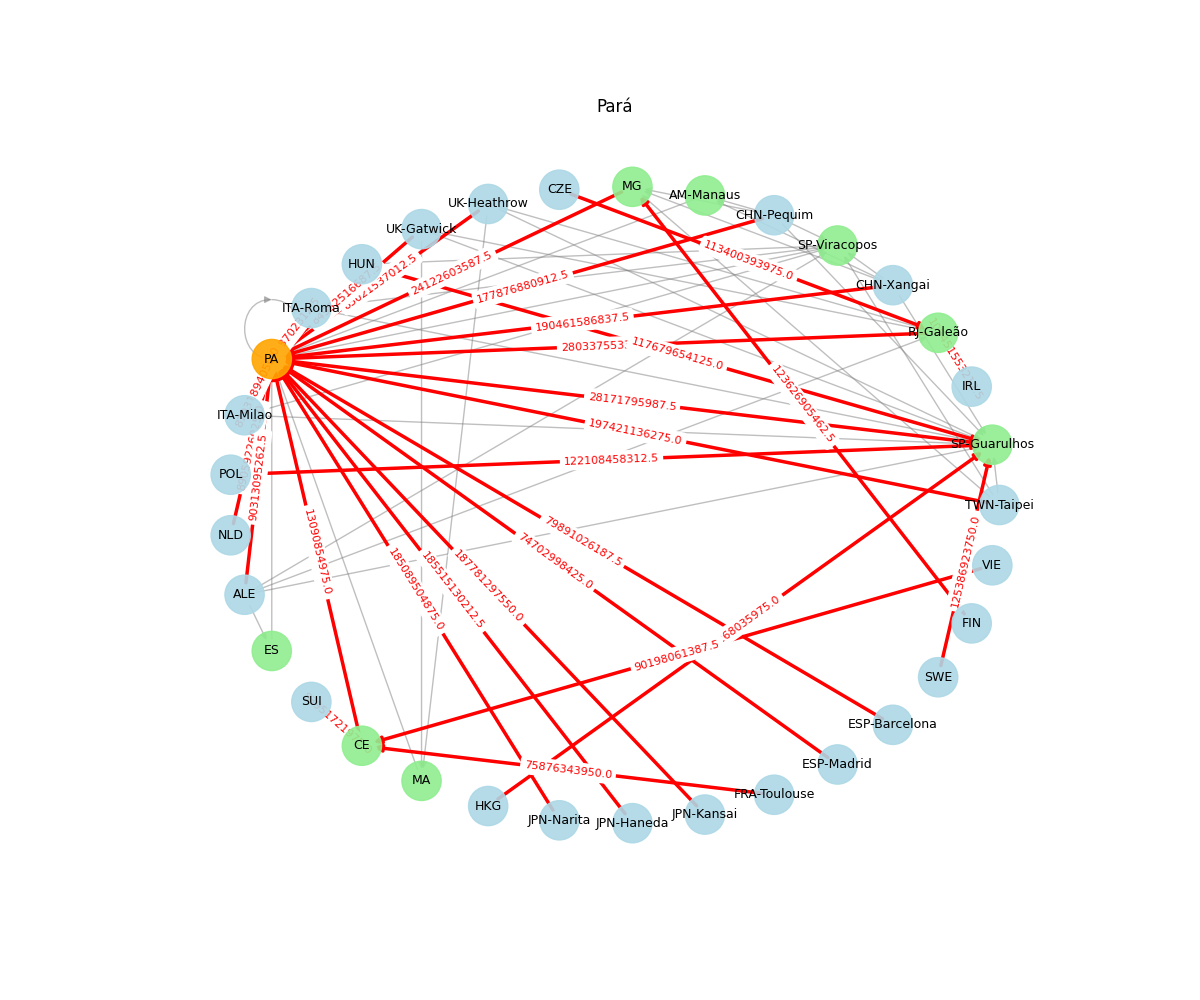 Pará
MG
CZE
AM-Manaus
UK-Heathrow
CHN-Pequim
UK-Gatwick
SP-Viracopos
HUN
CHN-Xangai
ITA-Roma
RJ-Galeão
PA
IRL
ITA-Milao
SP-Guarulhos
POL
TWN-Taipei
NLD
VIE
ALE
FIN
ES
SWE
SUI
ESP-Barcelona
CE
ESP-Madrid
MA
FRA-Toulouse
HKG
JPN-Kansai
JPN-Narita
JPN-Haneda
113400393975.0
24122603587.5
177876880912.5
190461586837.5
117679654125.0
123626905462.5
28171795987.5
197421136275.0
122108458312.5
90313095262.5
13090854975.0
79891026187.5
74702998425.0
187781297550.0
185515130212.5
185089504875.0
125386923750.0
90198061387.5
75876343950.0